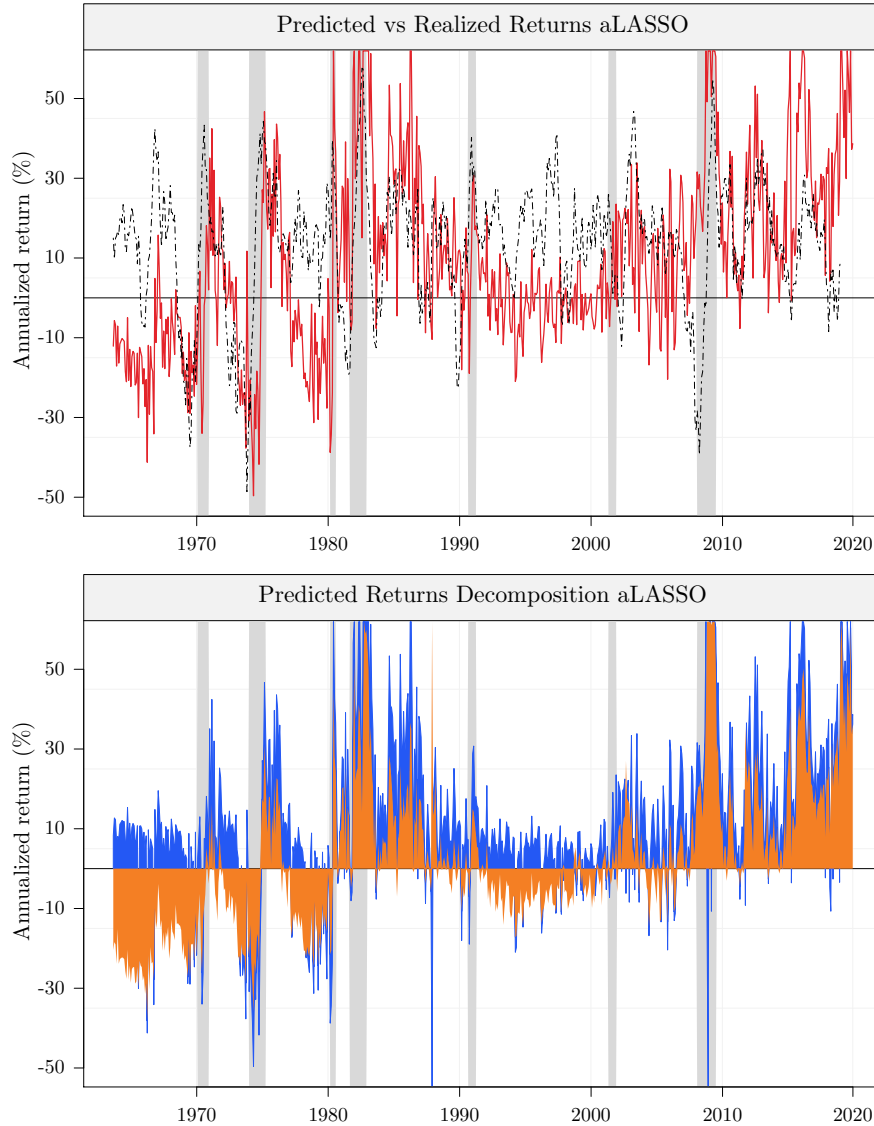 Predicted vs Realized Returns aLASSO
Annualized return (%)
50
30
10
-10
-30
-50
1970 1980 1990 2000 2010 2020
Predicted Returns Decomposition aLASSO
Annualized return (%)
50
30
10
-10
-30
-50
1970 1980 1990 2000 2010 2020